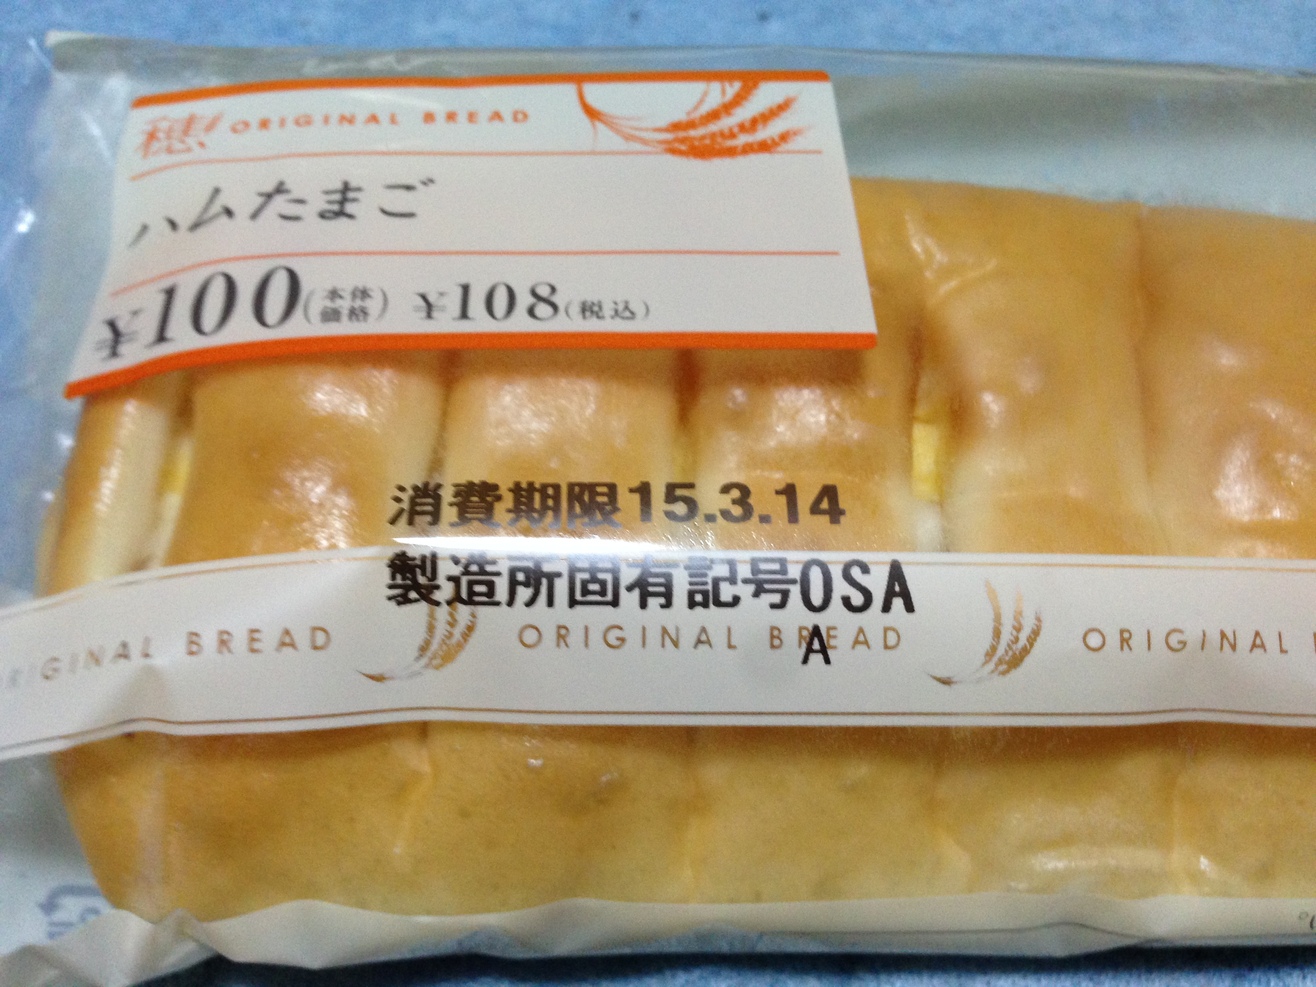 穂 ORIGINAL BREAD
ハムたまご
¥100(本体価格) ¥108(税込)
消費期限15.3.14
製造所固有記号OSA
A
ORIGINAL BREAD ORIGINAL BREAD ORIGINAL